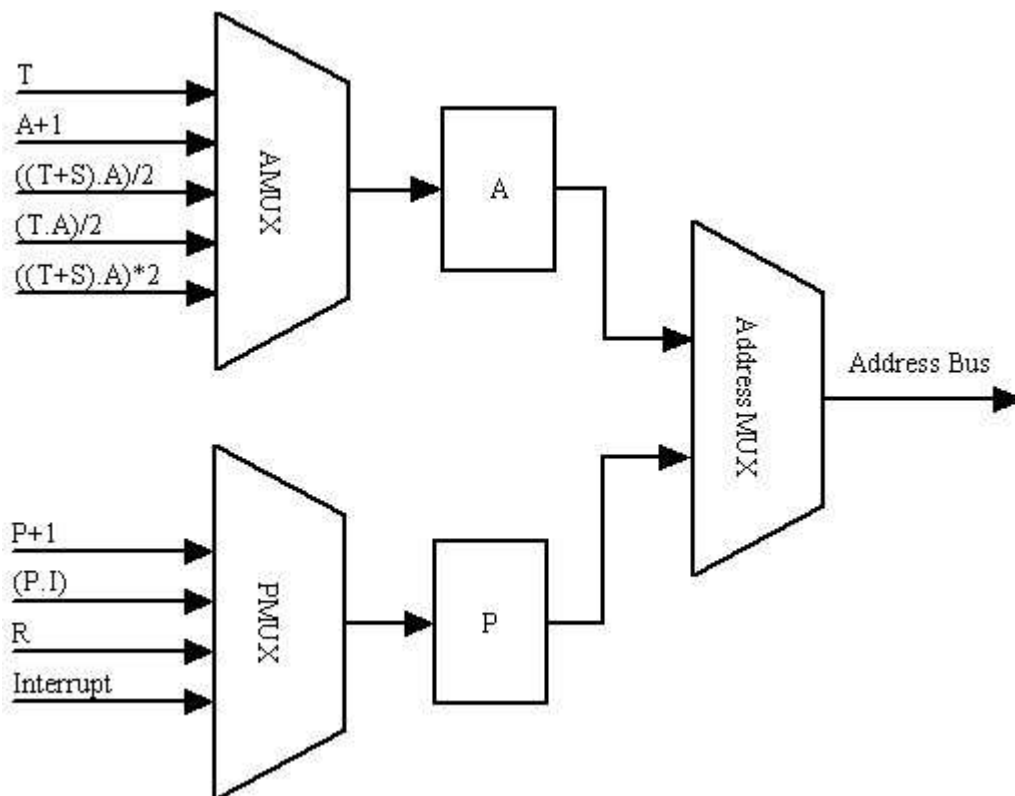 T
A+1
((T+S).A)/2
(T.A)/2
((T+S).A)*2
AMUX
A
Address MUX
Address Bus
P+1
(P.I)
R
Interrupt
PMUX
P